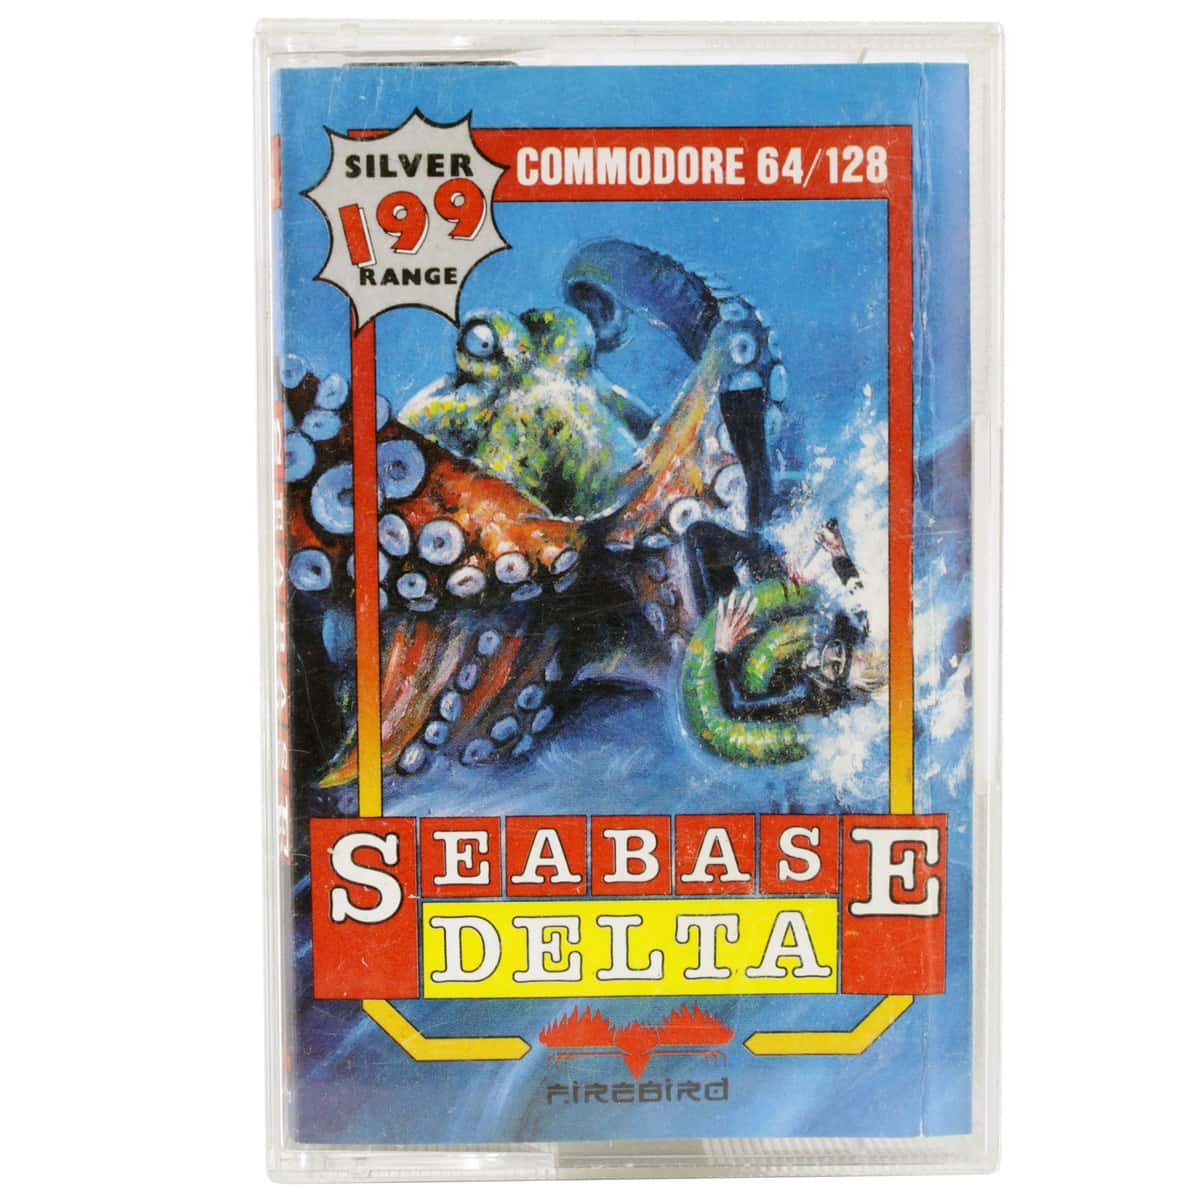 SILVER
199
RANGE
COMMODORE 64/128
SEABASE
DELTA
FIREBIRD